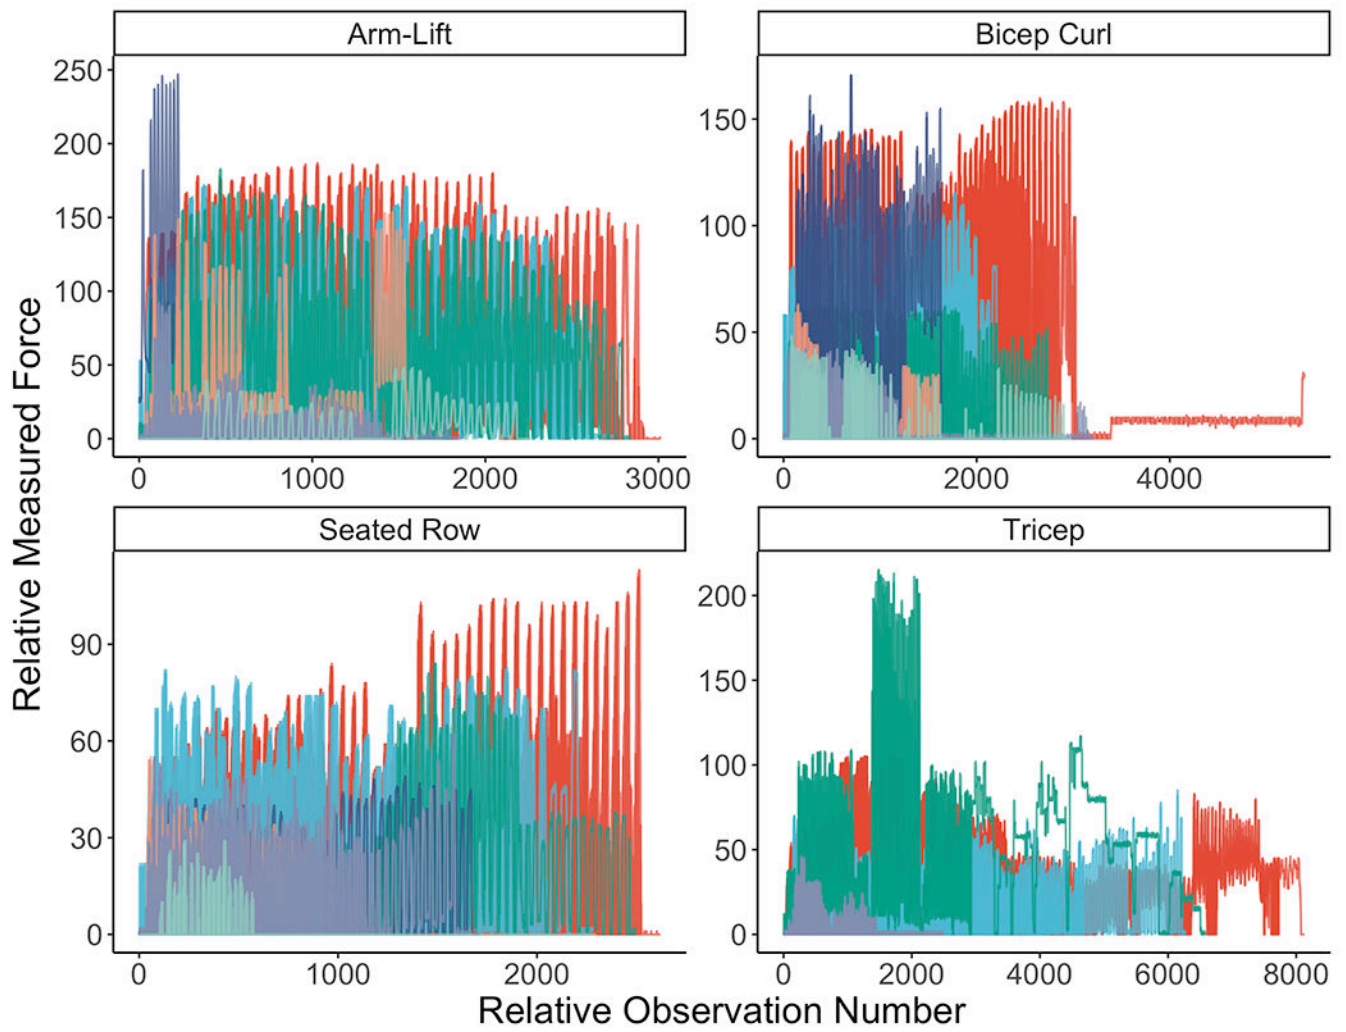 Arm-Lift
Bicep Curl
250
200
150
100
50
0
150
100
50
0
0 1000 2000 3000
0 2000 4000
Seated Row
Tricep
90
60
30
0
200
150
100
50
0
0 1000 2000
0 2000 4000 6000 8000
Relative Measured Force
Relative Observation Number